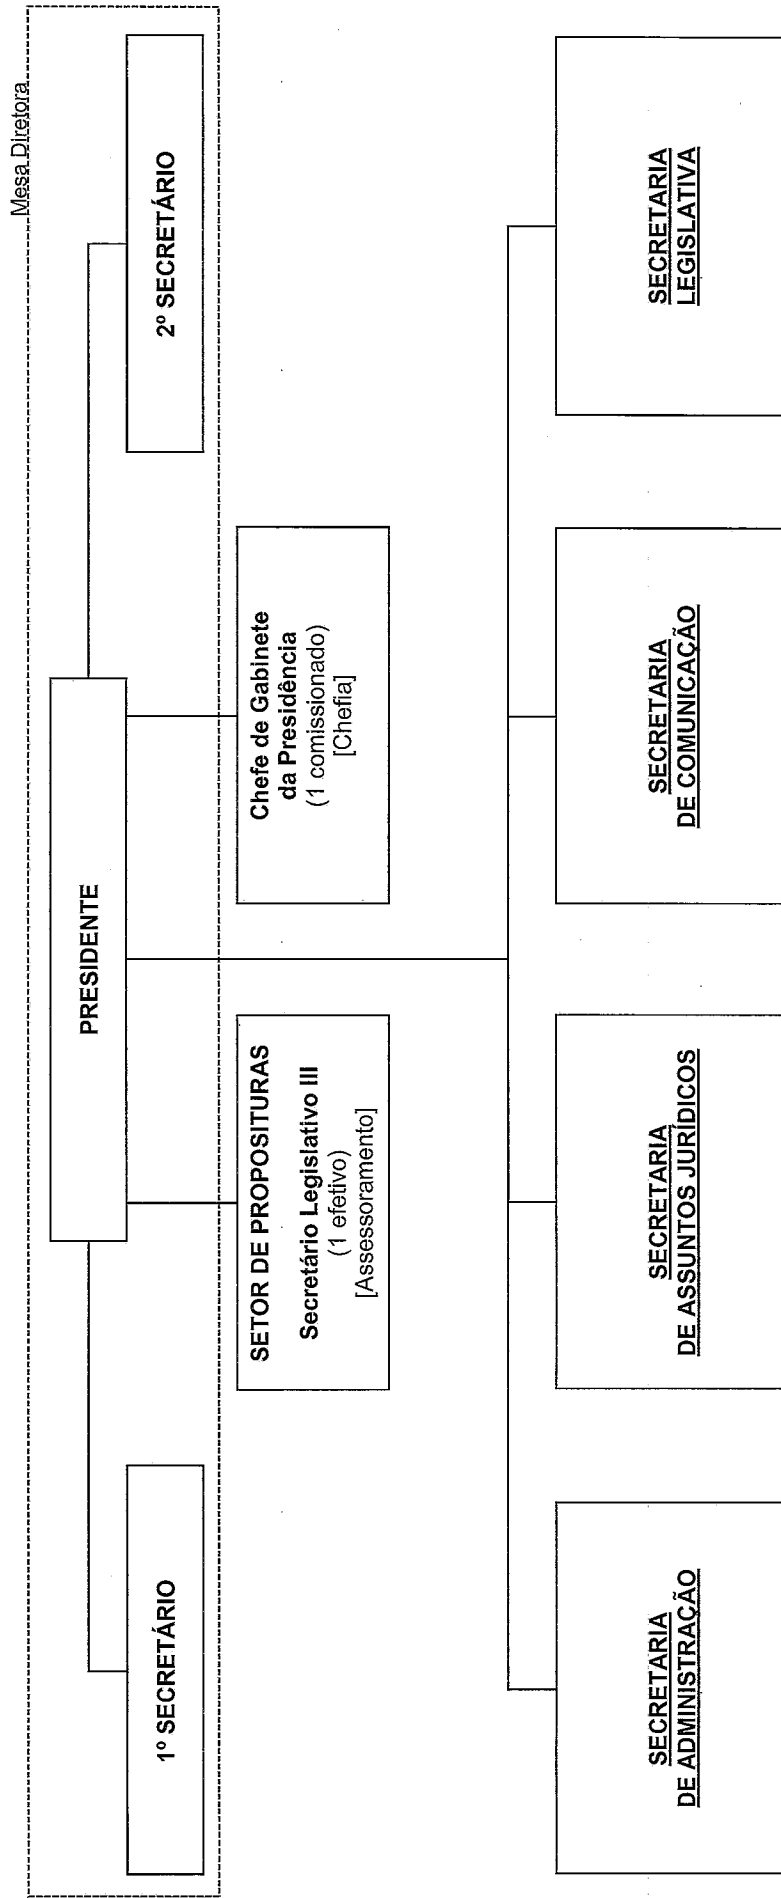 Mesa Diretora
PRESIDENTE
1º SECRETÁRIO
2º SECRETÁRIO
SETOR DE PROPOSITURAS
Secretário Legislativo III
(1 efetivo)
[Assessoramento]
Chefe de Gabinete
da Presidência
(1 comissionado)
[Chefia]
SECRETARIA
DE ADMINISTRAÇÃO
SECRETARIA
DE ASSUNTOS JURÍDICOS
SECRETARIA
DE COMUNICAÇÃO
SECRETARIA
LEGISLATIVA